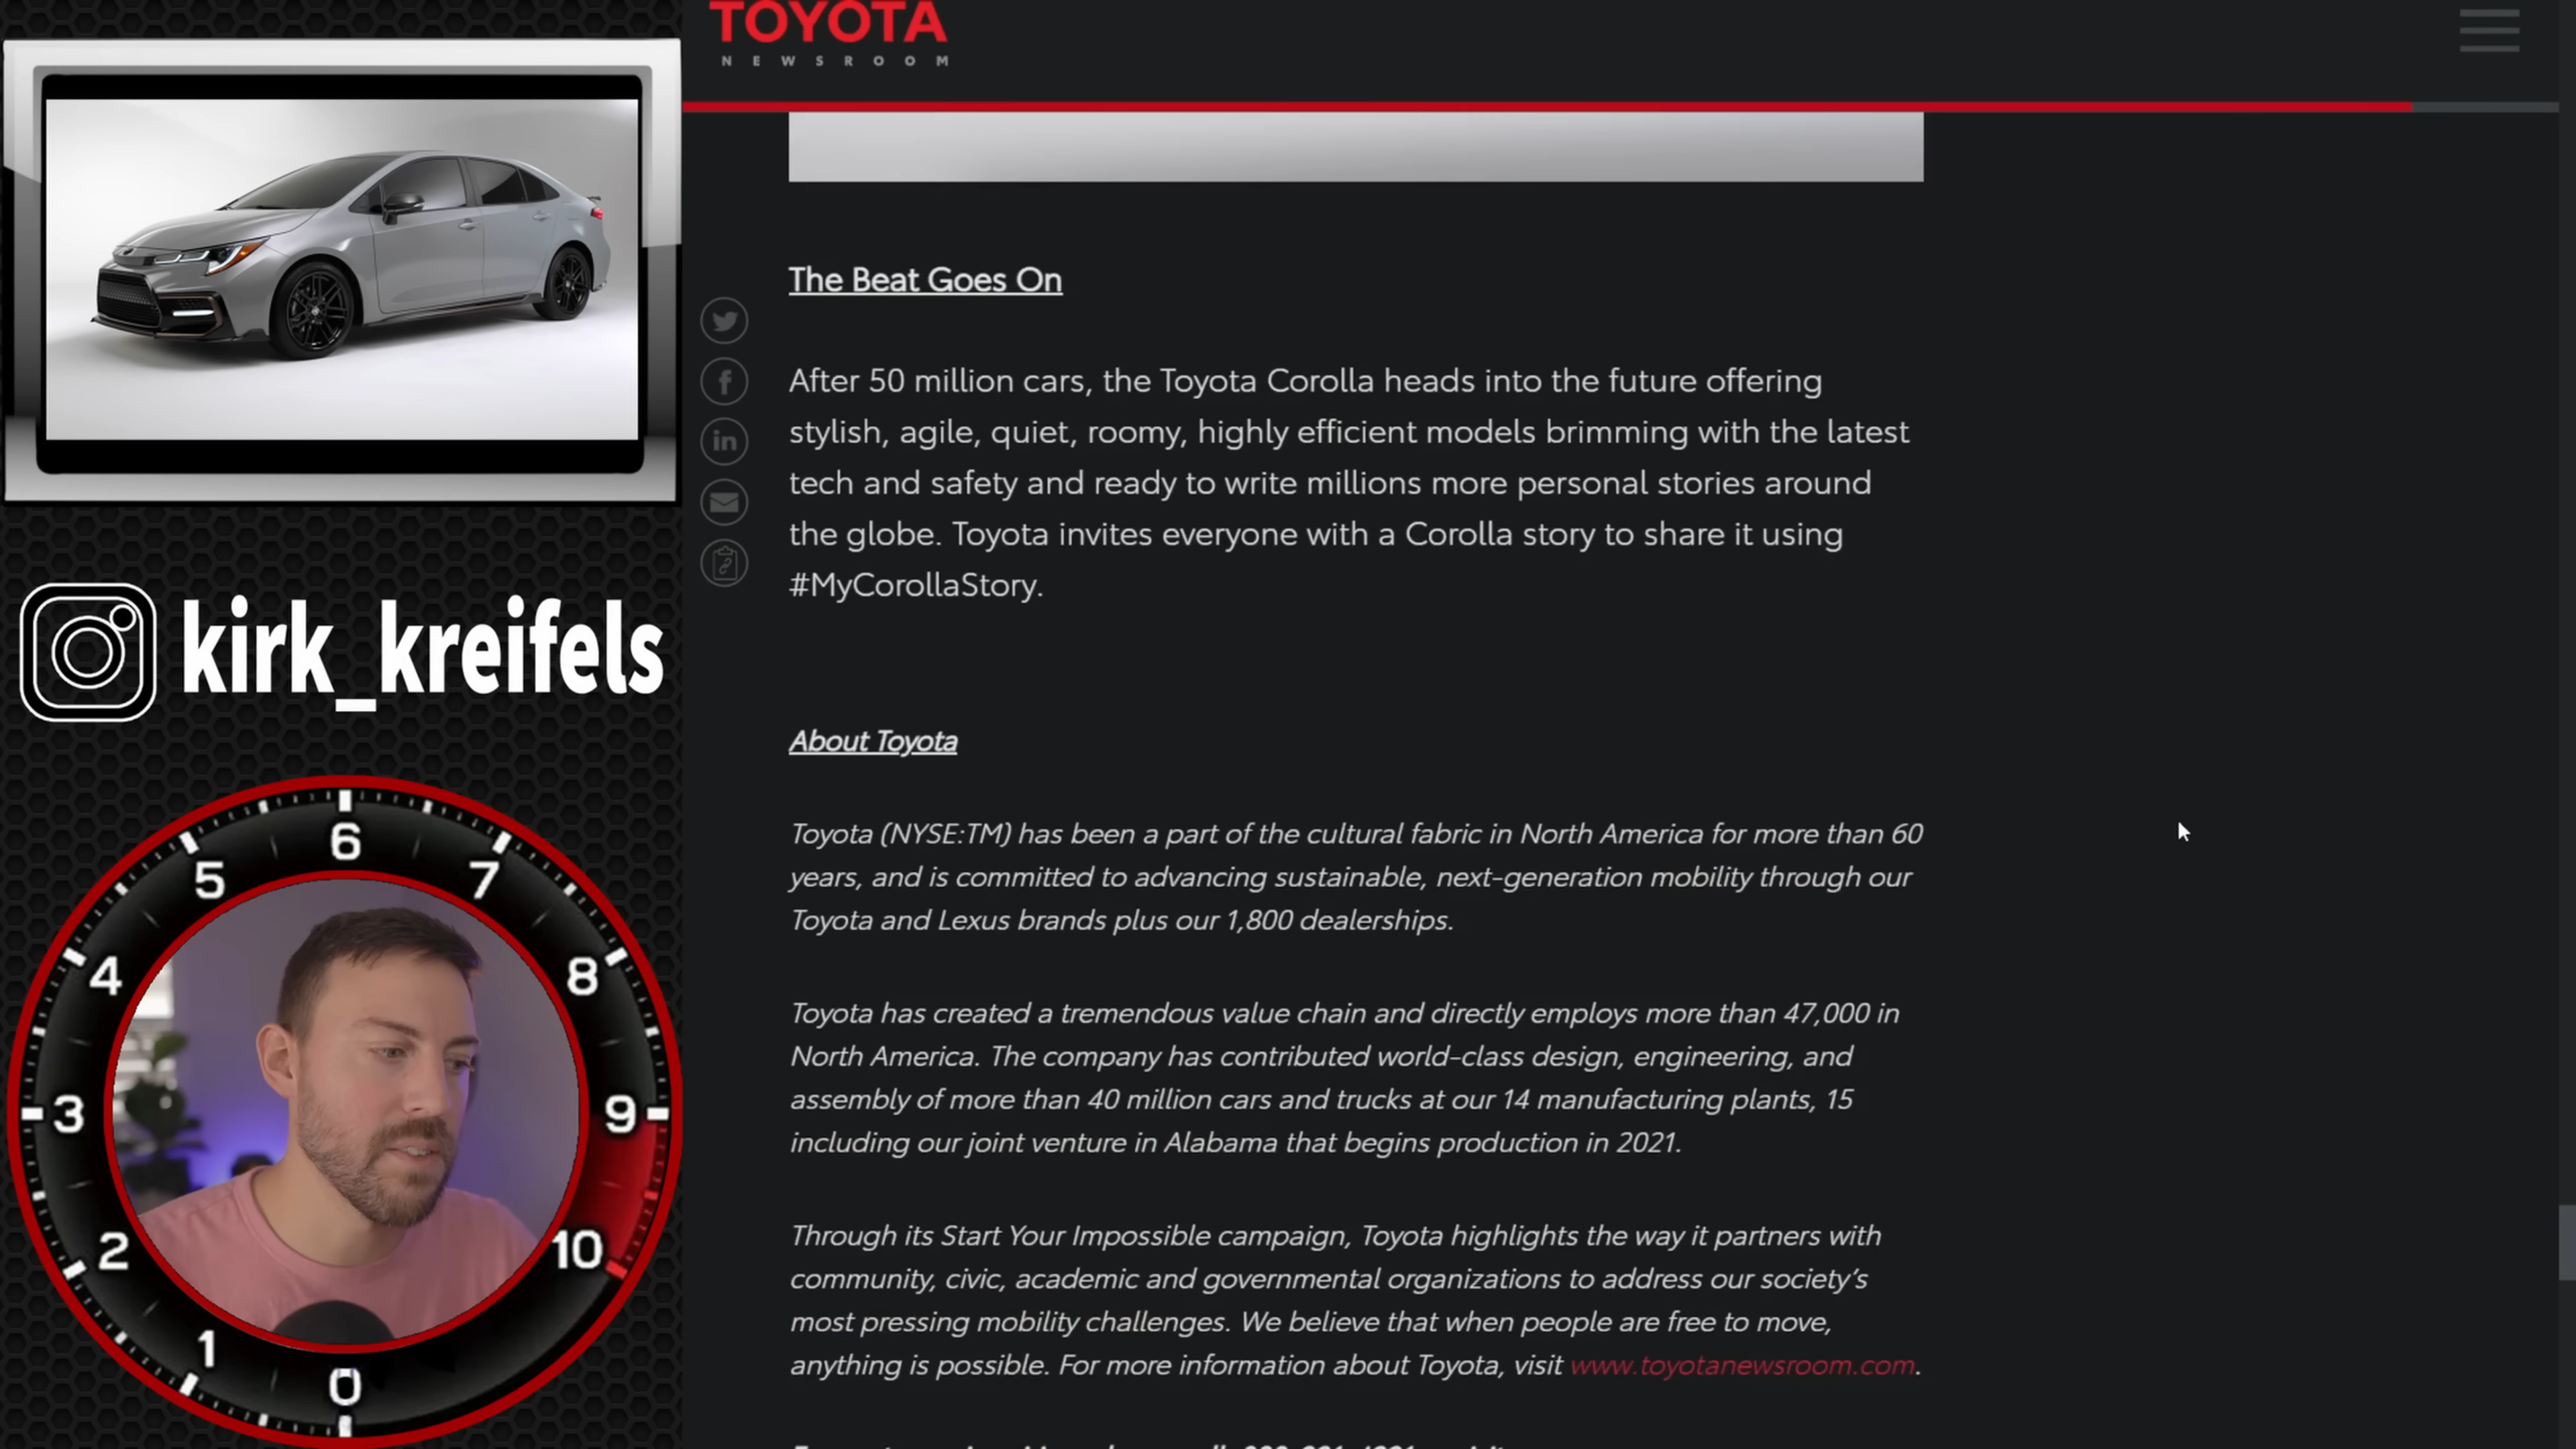 TOYOTA
NEWSROOM
The Beat Goes On
After 50 million cars, the Toyota Corolla heads into the future offering
stylish, agile, quiet, roomy, highly efficient models brimming with the latest
tech and safety and ready to write millions more personal stories around
the globe. Toyota invites everyone with a Corolla story to share it using
#MyCorollaStory.
kirk_kreifels
About Toyota
Toyota (NYSE:TM) has been a part of the cultural fabric in North America for more than 60
years, and is committed to advancing sustainable, next-generation mobility through our
Toyota and Lexus brands plus our 1,800 dealerships.
Toyota has created a tremendous value chain and directly employs more than 47,000 in
North America. The company has contributed world-class design, engineering, and
assembly of more than 40 million cars and trucks at our 14 manufacturing plants, 15
including our joint venture in Alabama that begins production in 2021.
Through its Start Your Impossible campaign, Toyota highlights the way it partners with
community, civic, academic and governmental organizations to address our society's
most pressing mobility challenges. We believe that when people are free to move,
anything is possible. For more information about Toyota, visit www.toyotanewsroom.com.
0
1
2
3
4
5
6
7
8
9
10